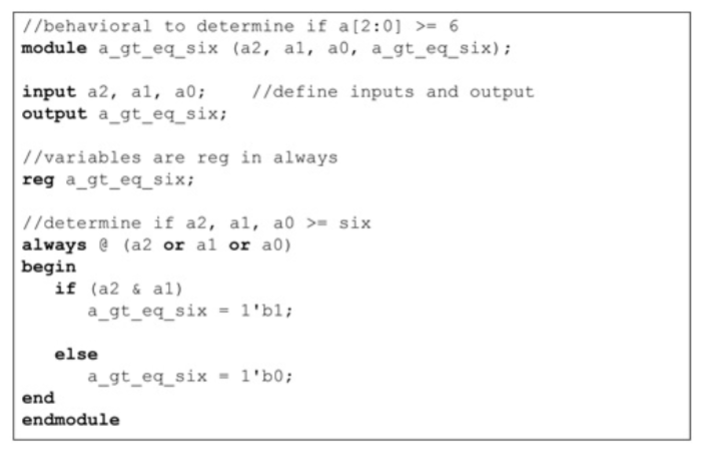 //behavioral to determine if a[2:0] >= 6
module a_gt_eq_six (a2, a1, a0, a_gt_eq_six);
input a2, a1, a0;    //define inputs and output
output a_gt_eq_six;
//variables are reg in always
reg a_gt_eq_six;
//determine if a2, a1, a0 >= six
always @ (a2 or a1 or a0)
begin
   if (a2 & a1)
      a_gt_eq_six = 1'b1;
   else
      a_gt_eq_six = 1'b0;
end
endmodule